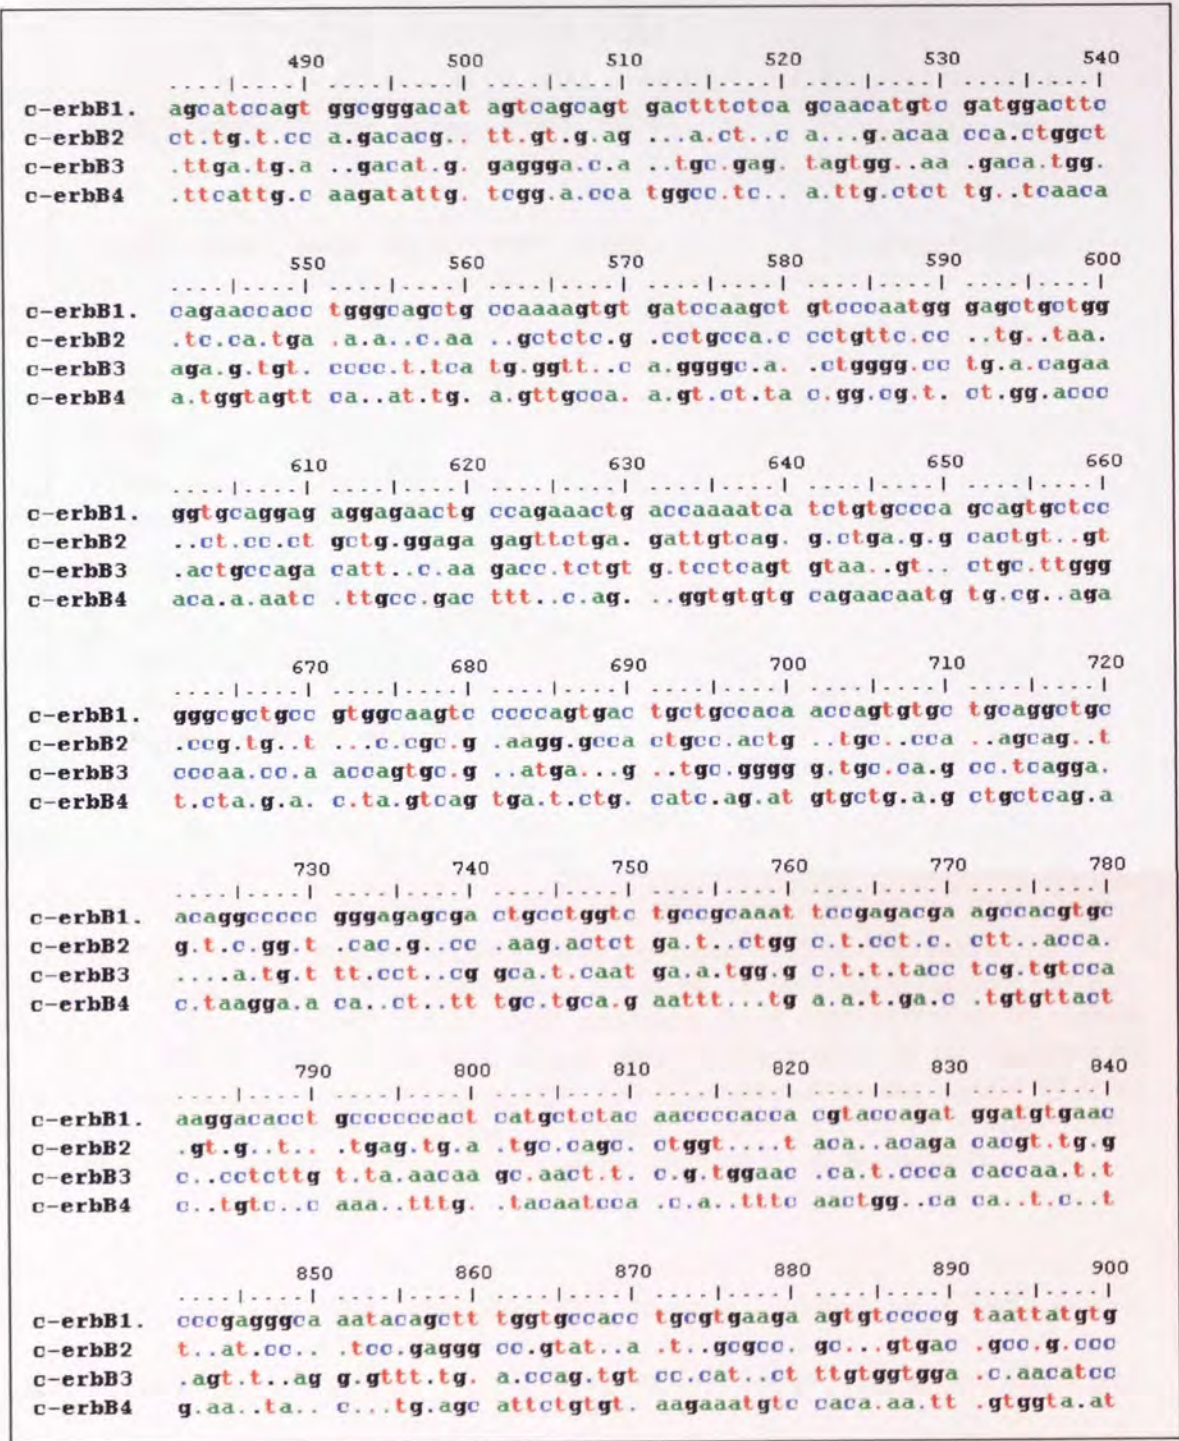 490 500 510 520 530 540
....|....| ....|....| ....|....| ....|....| ....|....| ....|....|
c-erbB1. agcatccagt ggcgggacat agtcagcagt gactttctca gcaacatgtc gatggacttc
c-erbB2 ct.tg.t.cc a.gacacg.. tt.gt.g.ag ...a.ct..c a...g.acaa cca.ctggct
c-erbB3 .ttga.tg.a ..gacat.g. gaggga.c.a ..tgc.gag. tagtgg..aa .gaca.tgg.
c-erbB4 .ttcattg.c aagatattg. tcgg.a.cca tggcc.tc.. a.ttg.ctct tg..tcaaca
550 560 570 580 590 600
....|....| ....|....| ....|....| ....|....| ....|....| ....|....|
c-erbB1. cagaaccacc tgggcagctg ccaaaagtgt gatccaagct gtcccaatgg gagctgctgg
c-erbB2 .tc.ca.tga .a.a..c.aa ..gctctc.g .cctgcca.c cctgttc.cc ..tg..taa.
c-erbB3 aga.g.tgt. cccc.t.tca tg.ggtt..c a.ggggc.a. .ctgggg.cc tg.a.cagaa
c-erbB4 a.tggtagtt ca..at.tg. a.gttgcca. a.gt.ct.ta c.gg.cg.t. ct.gg.accc
610 620 630 640 650 660
....|....| ....|....| ....|....| ....|....| ....|....| ....|....|
c-erbB1. ggtgcaggag aggagaactg ccagaaactg accaaaatca tctgtgccca gcagtgctcc
c-erbB2 ..ct.cc.ct gctg.ggaga gagttctga. gattgtcag. g.ctga.g.g cactgt..gt
c-erbB3 .actgccaga catt..c.aa gacc.tctgt g.tcctcagt gtaa..gt.. ctgc.ttggg
c-erbB4 aca.a.aatc .ttgcc.gac ttt..c.ag. ..ggtgtgtg cagaacaatg tg.cg..aga
670 680 690 700 710 720
....|....| ....|....| ....|....| ....|....| ....|....| ....|....|
c-erbB1. gggcgctgcc gtggcaagtc ccccagtgac tgctgccaca accagtgtgc tgcaggctgc
c-erbB2 .ccg.tg..t ...c.cgc.g .aagg.gcca ctgcc.actg ..tgc..cca ..agcag..t
c-erbB3 cccaa.cc.a accagtgc.g ..atga...g ..tgc.gggg g.tgc.ca.g cc.tcagga.
c-erbB4 t.cta.g.a. c.ta.gtcag tga.t.ctg. catc.ag.at gtgctg.a.g ctgctcag.a
730 740 750 760 770 780
....|....| ....|....| ....|....| ....|....| ....|....| ....|....|
c-erbB1. acaggccccc gggagagcga ctgcctggtc tgccgcaaat tccgagacga agccacgtgc
c-erbB2 g.t.c.gg.t .cac.g..cc .aag.actct ga.t..ctgg c.t.cct.c. ctt..acca.
c-erbB3 ....a.tg.t tt.cct..cg gca.t.caat ga.a.tgg.g c.t.t.tacc tcg.tgtcca
c-erbB4 c.taagga.a ca..ct..tt tgc.tgca.g aattt...tg a.a.t.ga.c .tgtgttact
790 800 810 820 830 840
....|....| ....|....| ....|....| ....|....| ....|....| ....|....|
c-erbB1. aaggacacct gccccccact catgctctac aaccccacca cgtaccagat ggatgtgaac
c-erbB2 .gt.g..t.. .tgag.tg.a .tgc.cagc. ctggt....t aca..acaga cacgt.tg.g
c-erbB3 c..cctcttg t.ta.aacaa gc.aact.t. c.g.tggaac .ca.t.ccca caccaa.t.t
c-erbB4 c..tgtc..c aaa..tttg. .tacaatcca .c.a..tttc aactgg..ca ca..t.c..t
850 860 870 880 890 900
....|....| ....|....| ....|....| ....|....| ....|....| ....|....|
c-erbB1. cccgagggca aatacagctt tggtgccacc tgcgtgaaga agtgtccccg taattatgtg
c-erbB2 t..at.cc.. .tcc.gaggg cc.gtat..a .t..gcgcc. gc...gtgac .gcc.g.ccc
c-erbB3 .agt.t..ag g.gttt.tg. a.ccag.tgt cc.cat..ct ttgtggtgga .c.aacatcc
c-erbB4 g.aa..ta.. c...tg.agc attctgtgt. aagaaatgtc caca.aa.tt .gtggta.at